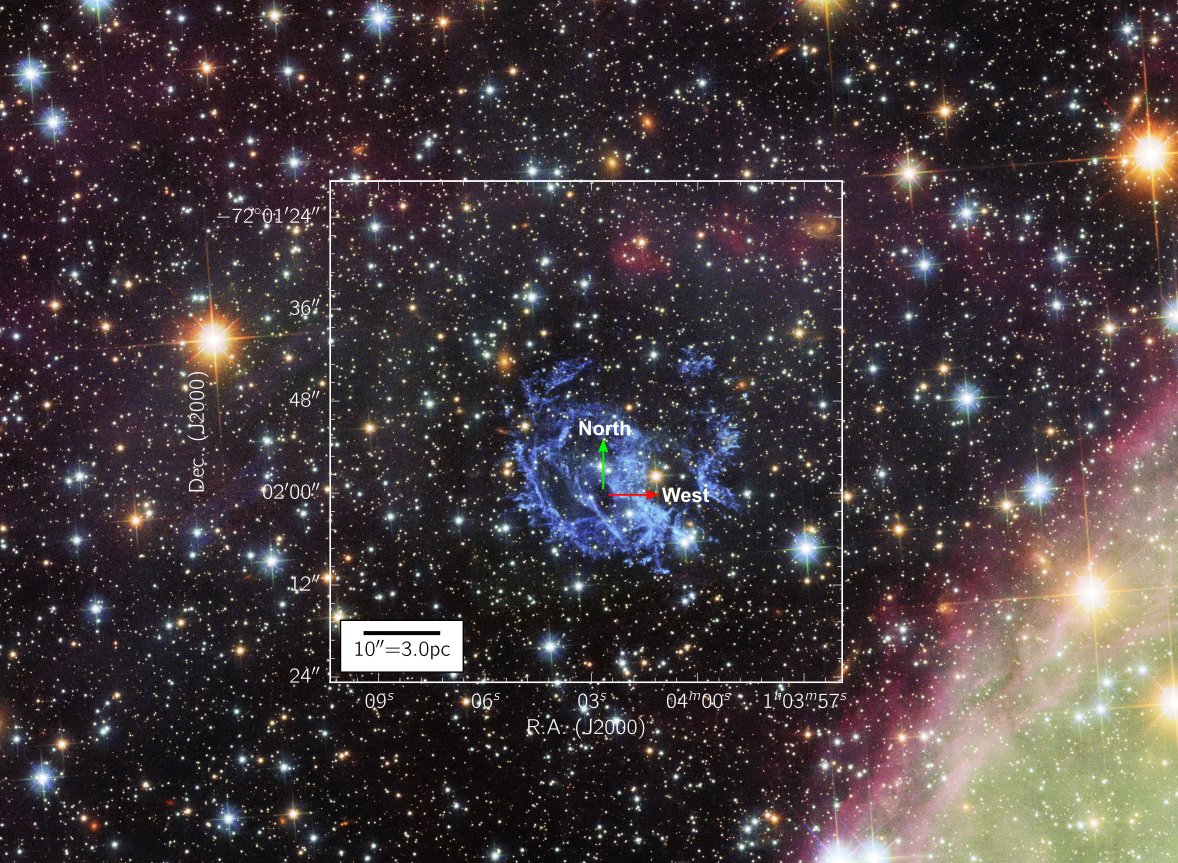 −72°01′24″
36″
48″
North
Dec. (J2000)
02′00″
West
12″
10″=3.0pc
24″
09ˢ 06ˢ 03ˢ 04ᵐ00ˢ 1ʰ03ᵐ57ˢ
R.A. (J2000)